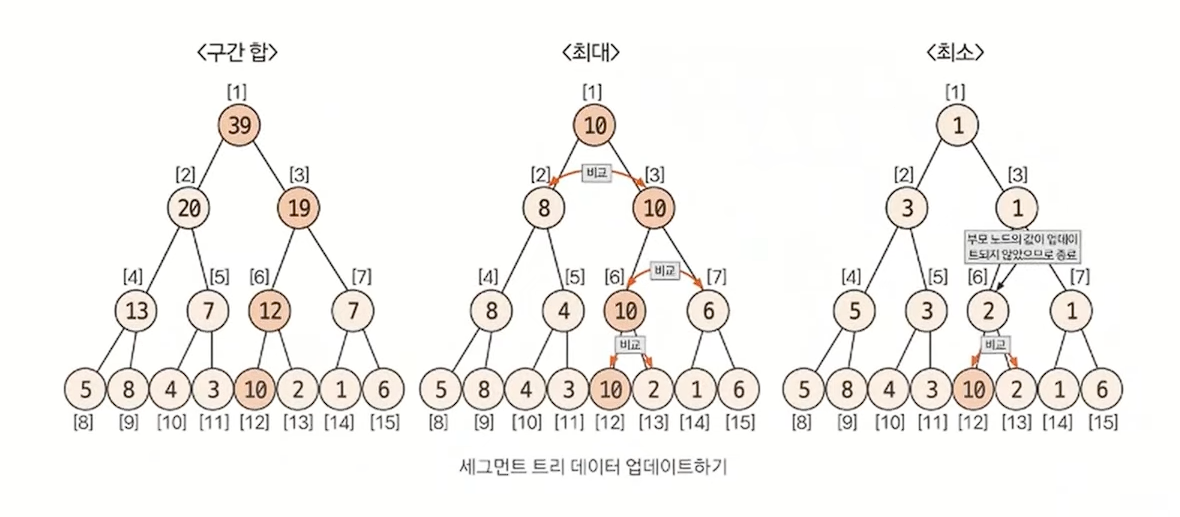 <구간 합> <최대> <최소>
[1] [1] [1]
39 10 1
[2] [3] [2] 비교 [3] [2] [3]
20 19 8 10 3 1
부모 노드의 값이 업데이
트되지 않았으므로 종료
[4] [5] [6] [7] [4] [5] [6] 비교 [7] [4] [5] [6] [7]
13 7 12 7 8 4 10 6 5 3 2 1
비교 비교
5 8 4 3 10 2 1 6 5 8 4 3 10 2 1 6 5 8 4 3 10 2 1 6
[8] [9] [10] [11] [12] [13] [14] [15] [8] [9] [10] [11] [12] [13] [14] [15] [8] [9] [10] [11] [12] [13] [14] [15]
세그먼트 트리 데이터 업데이트하기